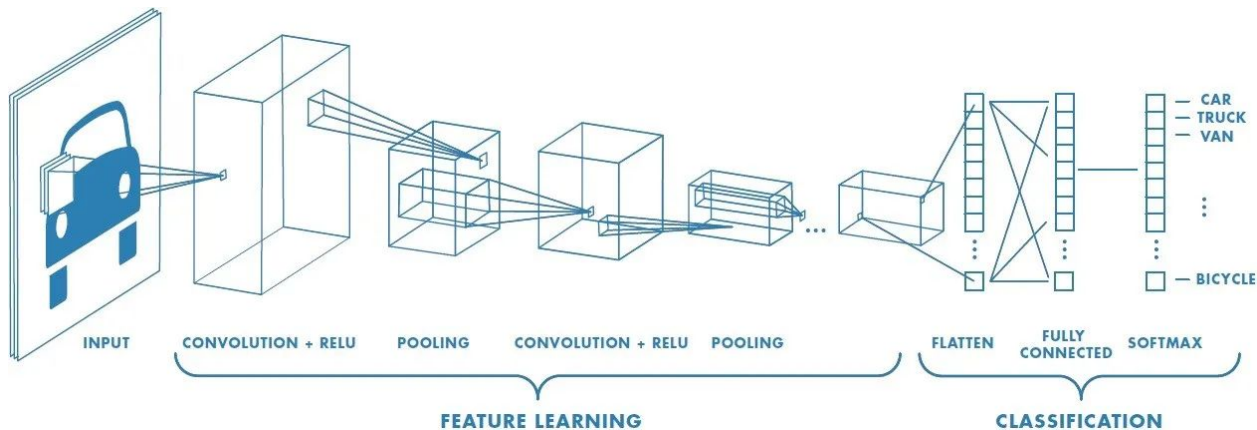 CAR
TRUCK
VAN
BICYCLE
INPUT
CONVOLUTION + RELU
POOLING
CONVOLUTION + RELU
POOLING
FLATTEN
FULLY
CONNECTED
SOFTMAX
FEATURE LEARNING
CLASSIFICATION